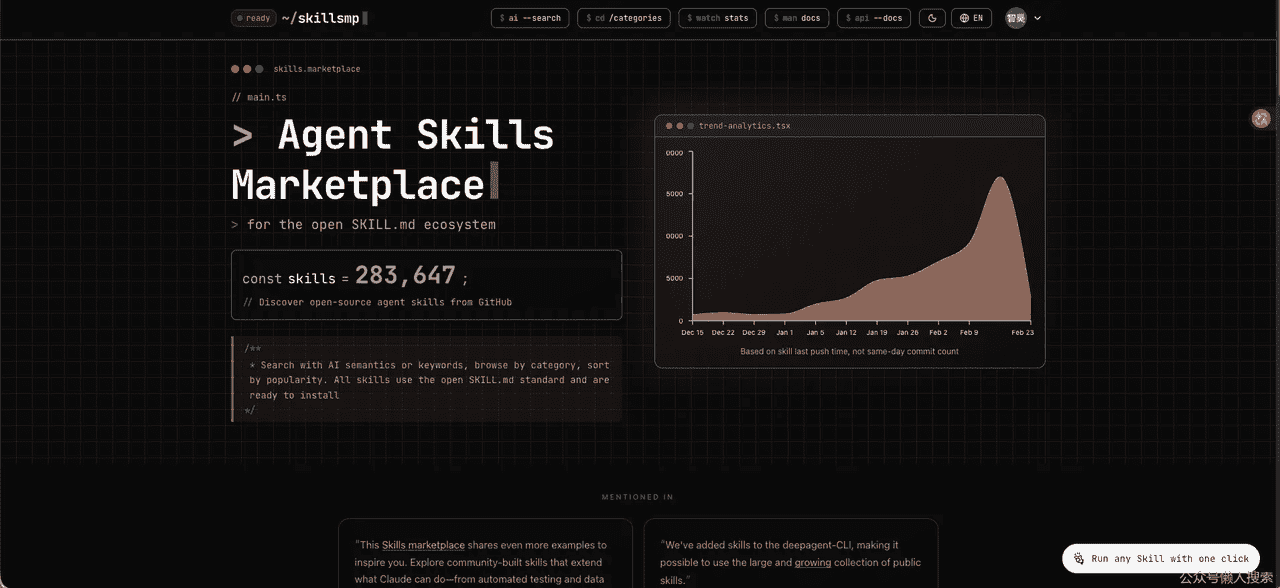 ready ~/skillsmp
$ ai --search
$ cd /categories
$ watch stats
$ man docs
$ api --docs
EN
智昊
skills.marketplace
// main.ts
> Agent Skills
Marketplace
> for the open SKILL.md ecosystem
const skills = 283,647 ;
// Discover open-source agent skills from GitHub
/**
* Search with AI semantics or keywords, browse by category, sort
by popularity. All skills use the open SKILL.md standard and are
ready to install
*/
trend-analytics.tsx
0000
5000
0000
5000
0
Dec 15 Dec 22 Dec 29 Jan 1 Jan 5 Jan 12 Jan 19 Jan 26 Feb 2 Feb 9 Feb 23
Based on skill last push time, not same-day commit count
MENTIONED IN
"This Skills marketplace shares even more examples to
inspire you. Explore community-built skills that extend
what Claude can do—from automated testing and data
"We've added skills to the deepagent-CLI, making it
possible to use the large and growing collection of public
skills."
Run any Skill with one click
公众号懒人搜索